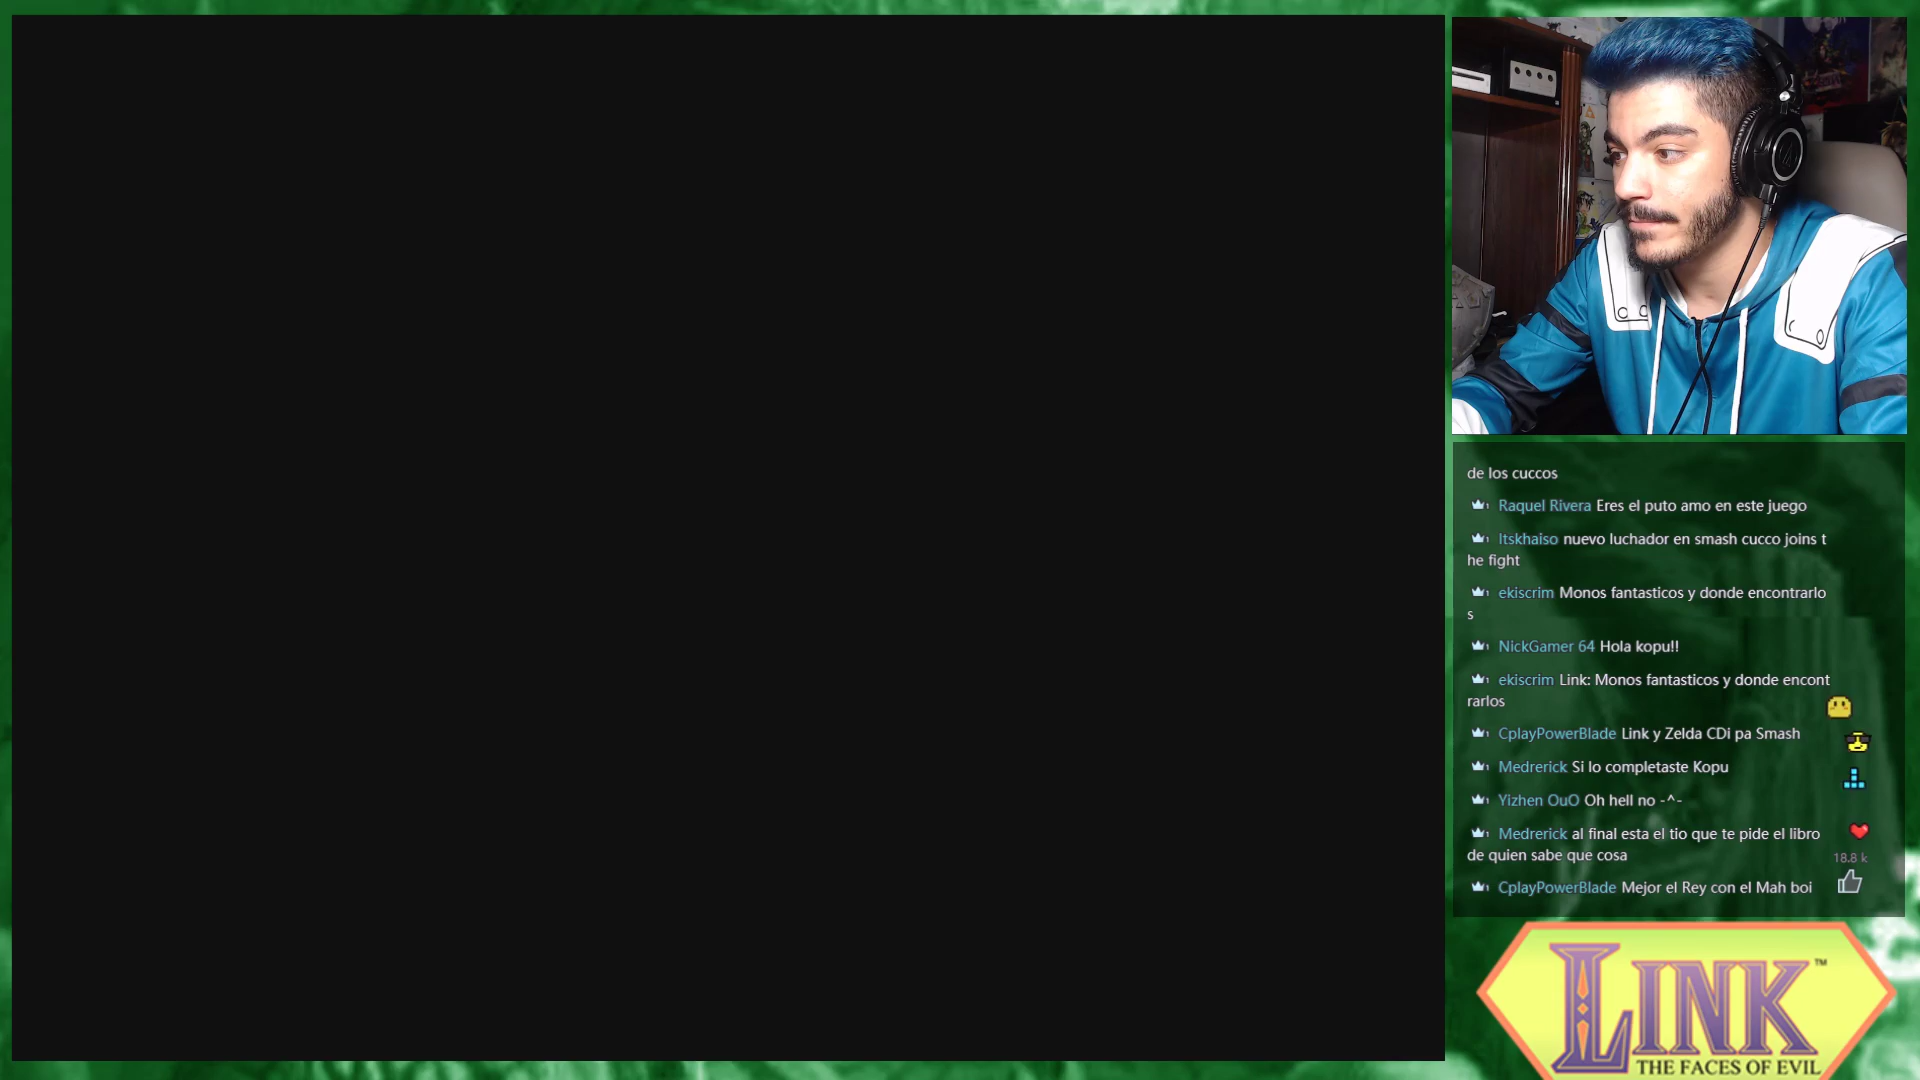 de los cuccos
Raquel Rivera Eres el puto amo en este juego
Itskhaiso nuevo luchador en smash cucco joins t
he fight
ekiscrim Monos fantasticos y donde encontrarlo
s
NickGamer 64 Hola kopu!!
ekiscrim Link: Monos fantasticos y donde encont
rarlos
CplayPowerBlade Link y Zelda CDi pa Smash
Medrerick Si lo completaste Kopu
Yizhen OuO Oh hell no -^-
Medrerick al final esta el tio que te pide el libro
de quien sabe que cosa
18.8 k
CplayPowerBlade Mejor el Rey con el Mah boi
LINK™
THE FACES OF EVIL